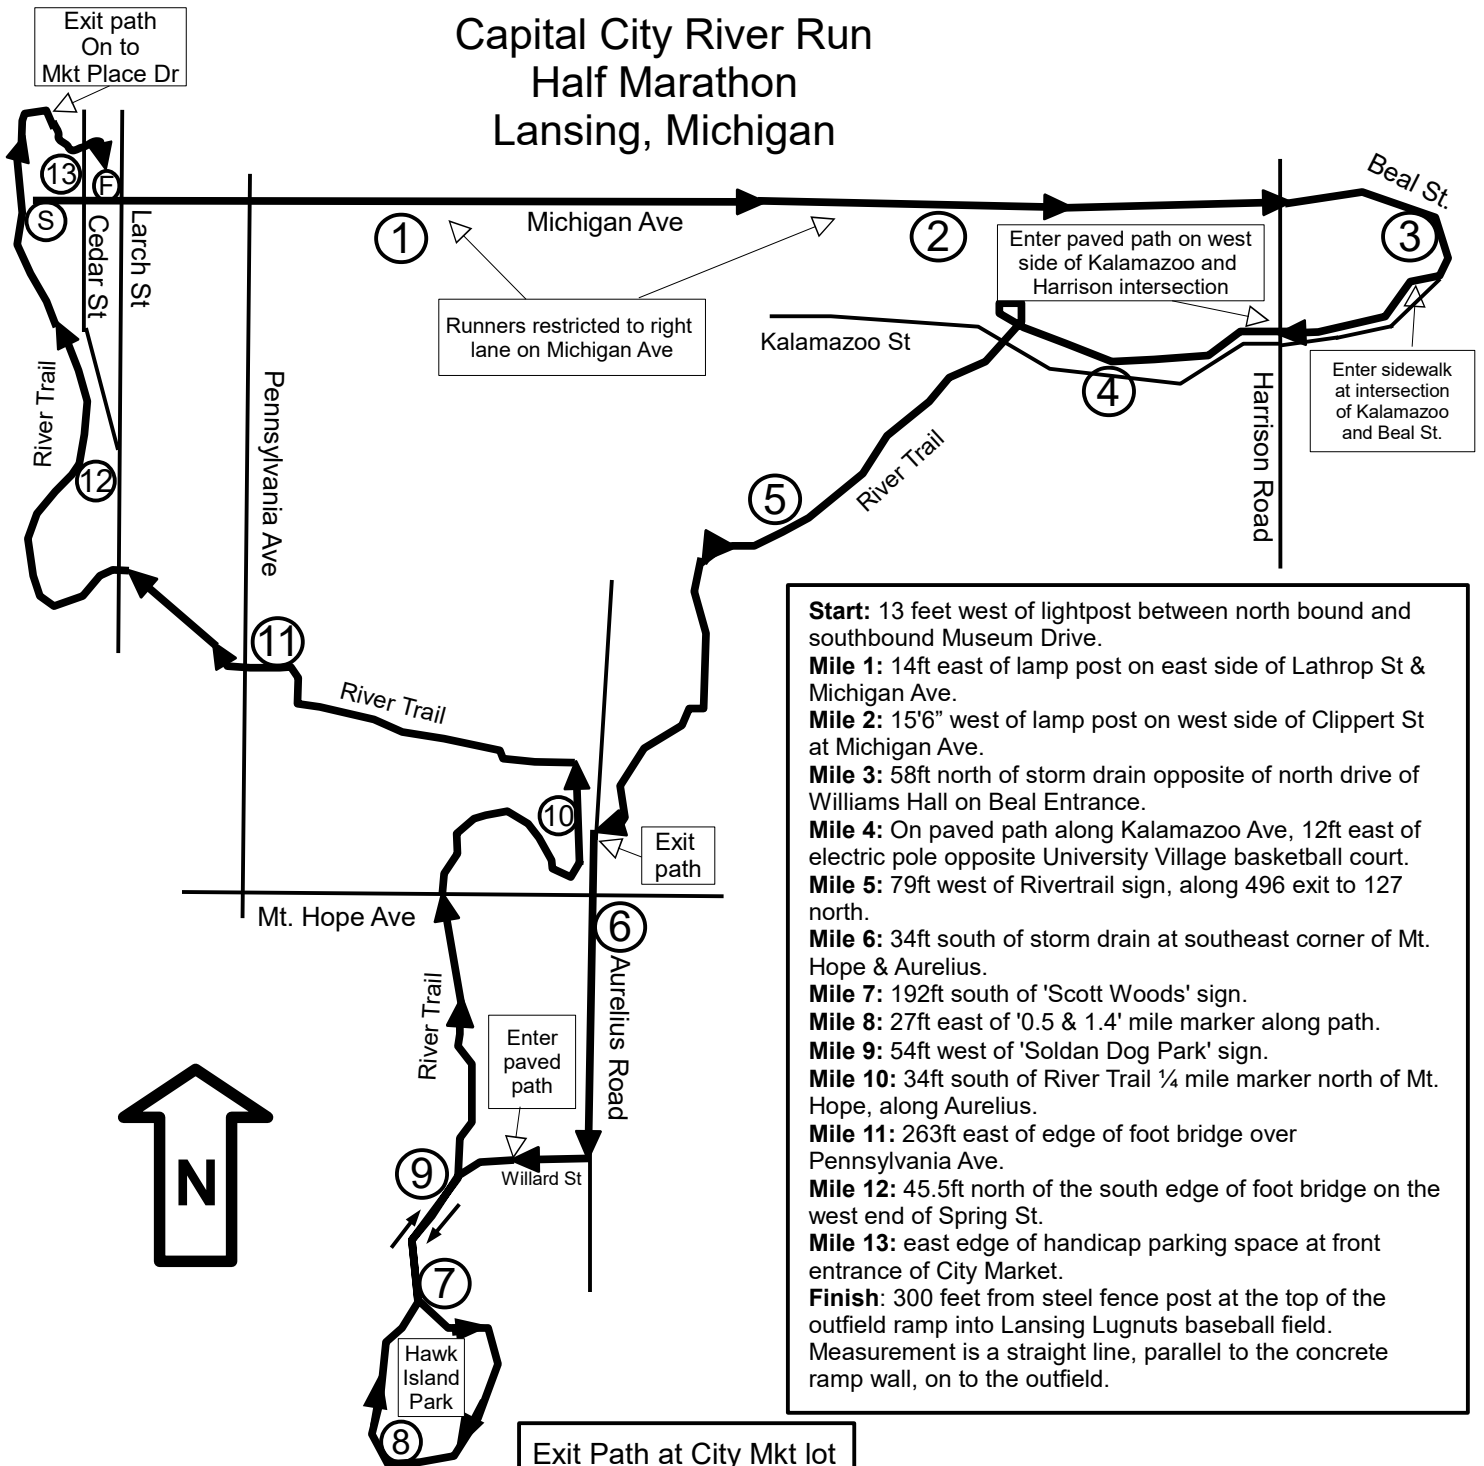 Capital City River Run
Half Marathon
Lansing, Michigan
Exit path
On to
Mkt Place Dr
13
F
S
Cedar St
Larch St
1
Michigan Ave
2
Beal St.
3
Enter paved path on west
side of Kalamazoo and
Harrison intersection
Runners restricted to right
lane on Michigan Ave
Kalamazoo St
4
Harrison Road
Enter sidewalk
at intersection
of Kalamazoo
and Beal St.
River Trail
Pennsylvania Ave
12
River Trail
5
11
River Trail
10
Exit
path
Mt. Hope Ave
6
Aurelius Road
River Trail
Enter
paved
path
9
Willard St
7
Hawk
Island
Park
8
N
Start: 13 feet west of lightpost between north bound and
southbound Museum Drive.
Mile 1: 14ft east of lamp post on east side of Lathrop St &
Michigan Ave.
Mile 2: 15'6” west of lamp post on west side of Clippert St
at Michigan Ave.
Mile 3: 58ft north of storm drain opposite of north drive of
Williams Hall on Beal Entrance.
Mile 4: On paved path along Kalamazoo Ave, 12ft east of
electric pole opposite University Village basketball court.
Mile 5: 79ft west of Rivertrail sign, along 496 exit to 127
north.
Mile 6: 34ft south of storm drain at southeast corner of Mt.
Hope & Aurelius.
Mile 7: 192ft south of 'Scott Woods' sign.
Mile 8: 27ft east of '0.5 & 1.4' mile marker along path.
Mile 9: 54ft west of 'Soldan Dog Park' sign.
Mile 10: 34ft south of River Trail ¼ mile marker north of Mt.
Hope, along Aurelius.
Mile 11: 263ft east of edge of foot bridge over
Pennsylvania Ave.
Mile 12: 45.5ft north of the south edge of foot bridge on the
west end of Spring St.
Mile 13: east edge of handicap parking space at front
entrance of City Market.
Finish: 300 feet from steel fence post at the top of the
outfield ramp into Lansing Lugnuts baseball field.
Measurement is a straight line, parallel to the concrete
ramp wall, on to the outfield.
Exit Path at City Mkt lot